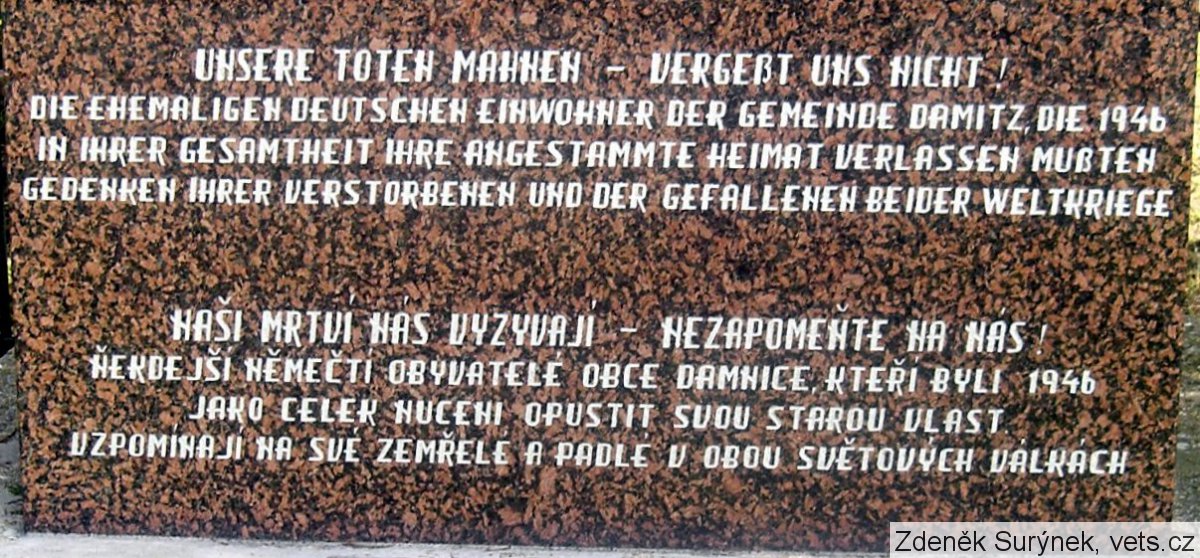 UNSERE TOTEN MAHNEN – VERGEßT UNS NICHT!
DIE EHEMALIGEN DEUTSCHEN EINWOHNER DER GEMEINDE DAMITZ, DIE 1946
IN IHRER GESAMTHEIT IHRE ANGESTAMMTE HEIMAT VERLASSEN MUßTEN
GEDENKEN IHRER VERSTORBENEN UND DER GEFALLENEN BEIDER WELTKRIEGE
NAŠI MRTVÍ NÁS VYZYVAJÍ – NEZAPOMEŇTE NA NÁS!
ŇEKDEJŠÍ NĚMEČTÍ OBYVATELÉ OBCE DAMNICE, KTEŘÍ BYLI 1946
JAKO CELEK NUCENI, OPUSTIT SVOU STAROU VLAST,
VZPOMÍNAJÍ NA SVÉ ZEMŘELÉ A PADLÉ V OBOU SVĚTOVÝCH VÁLKÁCH
Zdeněk Surýnek, vets.cz